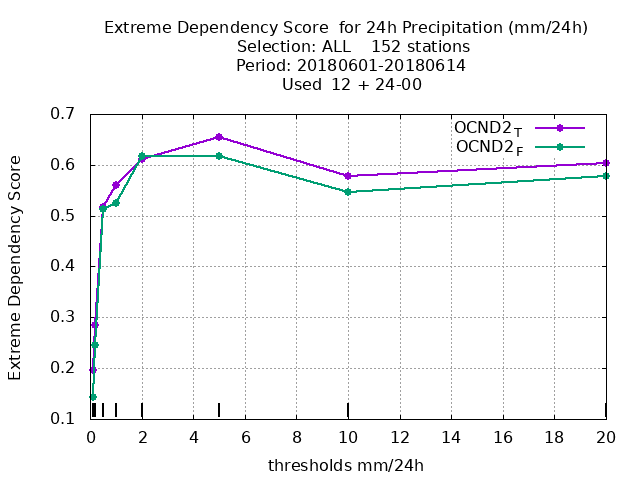 Extreme Dependency Score  for 24h Precipitation (mm/24h)
Selection: ALL    152 stations
Period: 20180601-20180614
Used  12 + 24-00
OCND2T
OCND2F
Extreme Dependency Score
0.7
0.6
0.5
0.4
0.3
0.2
0.1
0 2 4 6 8 10 12 14 16 18 20
thresholds mm/24h